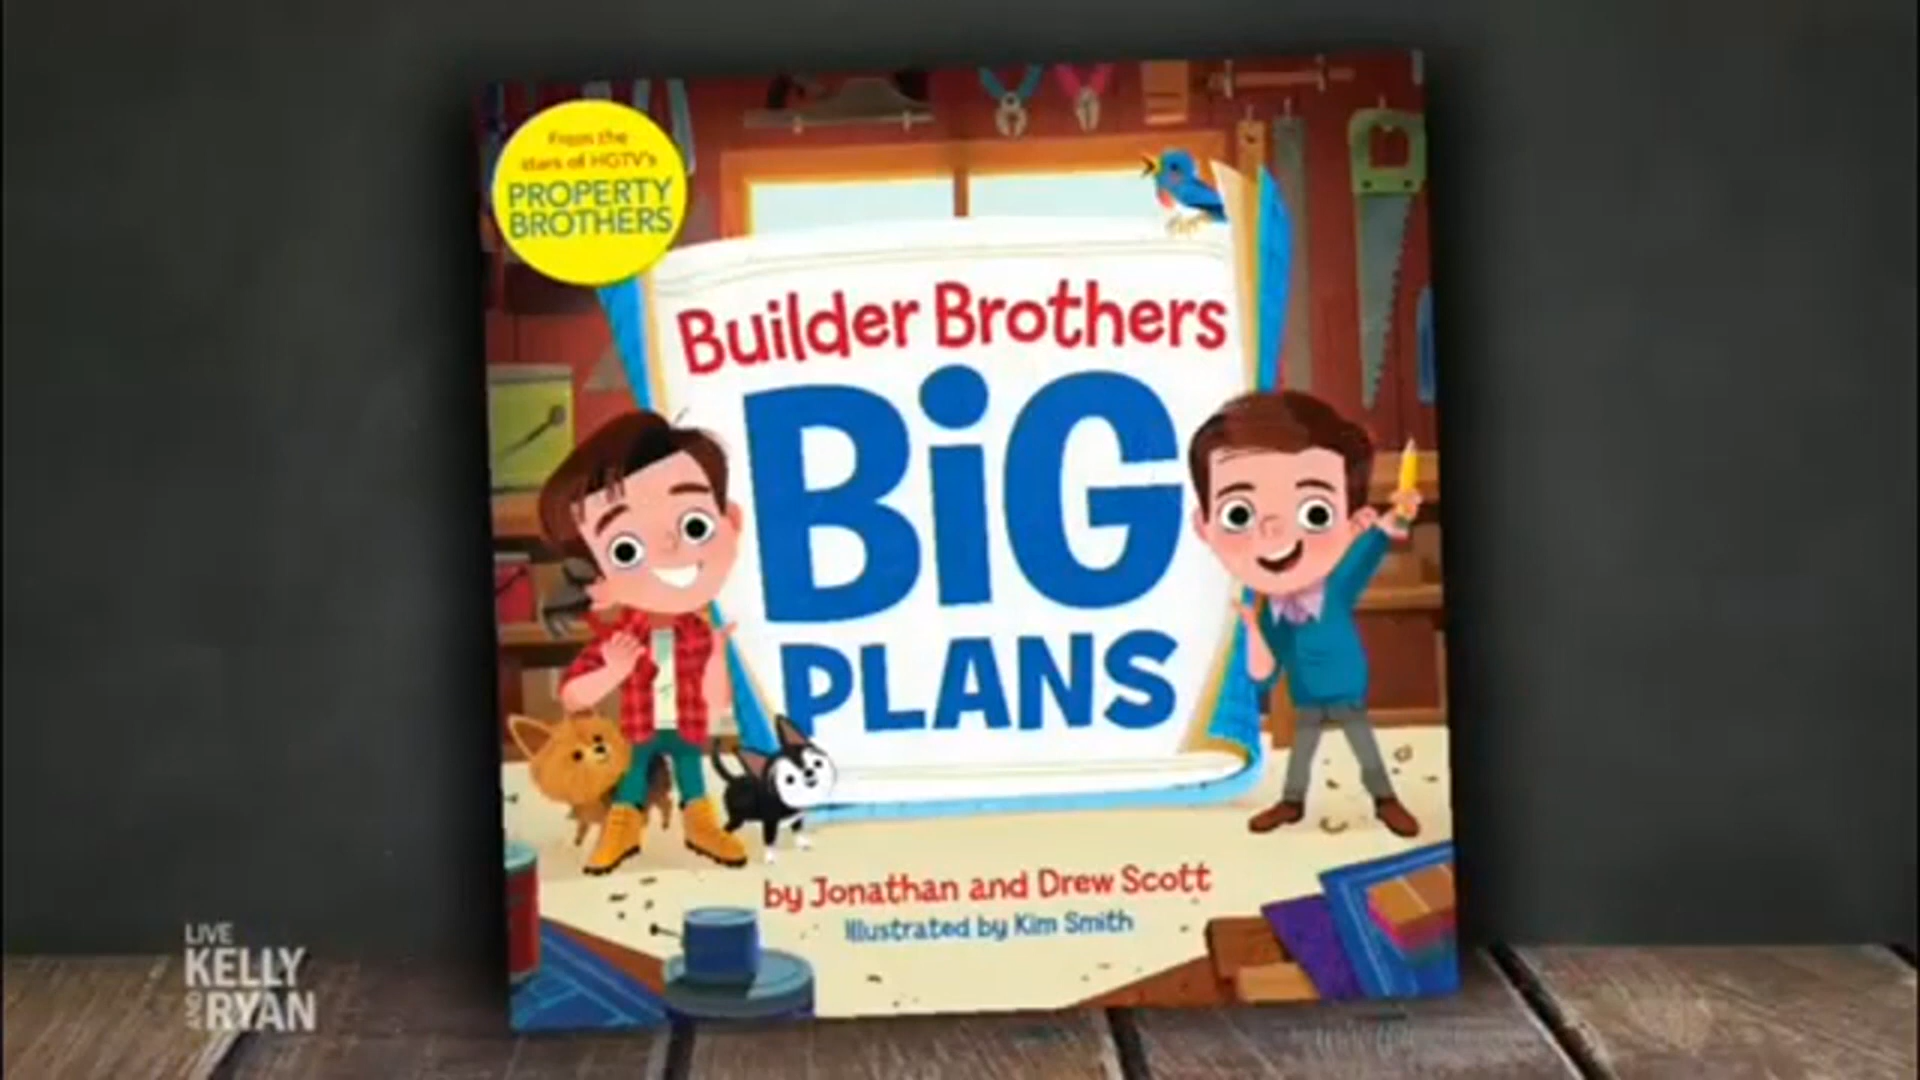 From the
stars of HGTV's
PROPERTY
BROTHERS
Builder Brothers
BiG
PLANS
by Jonathan and Drew Scott
Illustrated by Kim Smith
LIVE
KELLY
AND RYAN